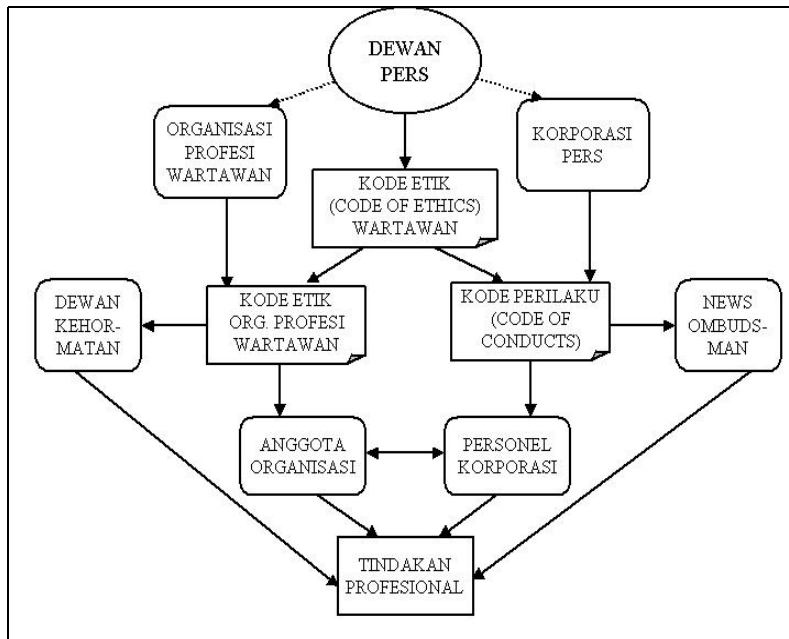 DEWAN
PERS
ORGANISASI
PROFESI
WARTAWAN
KORPORASI
PERS
KODE ETIK
(CODE OF ETHICS)
WARTAWAN
DEWAN
KEHOR-
MATAN
KODE ETIK
ORG. PROFESI
WARTAWAN
KODE PERILAKU
(CODE OF
CONDUCTS)
NEWS
OMBUDS-
MAN
ANGGOTA
ORGANISASI
PERSONEL
KORPORASI
TINDAKAN
PROFESIONAL